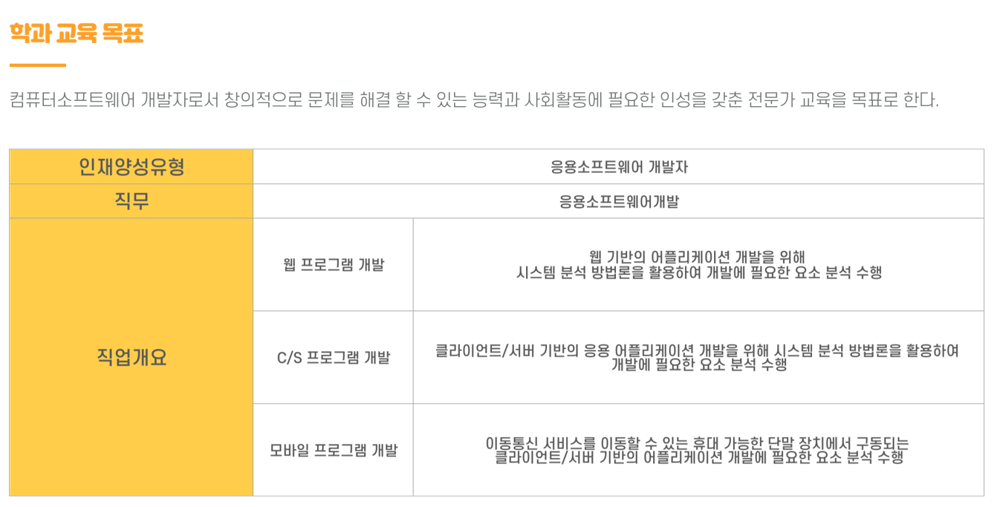 학과 교육 목표
컴퓨터소프트웨어 개발자로서 창의적으로 문제를 해결 할 수 있는 능력과 사회활동에 필요한 인성을 갖춘 전문가 교육을 목표로 한다.
인재양성유형
응용소프트웨어 개발자
직무
응용소프트웨어개발
직업개요
웹 프로그램 개발
웹 기반의 어플리케이션 개발을 위해
시스템 분석 방법론을 활용하여 개발에 필요한 요소 분석 수행
C/S 프로그램 개발
클라이언트/서버 기반의 응용 어플리케이션 개발을 위해 시스템 분석 방법론을 활용하여
개발에 필요한 요소 분석 수행
모바일 프로그램 개발
이동통신 서비스를 이동할 수 있는 휴대 가능한 단말 장치에서 구동되는
클라이언트/서버 기반의 어플리케이션 개발에 필요한 요소 분석 수행